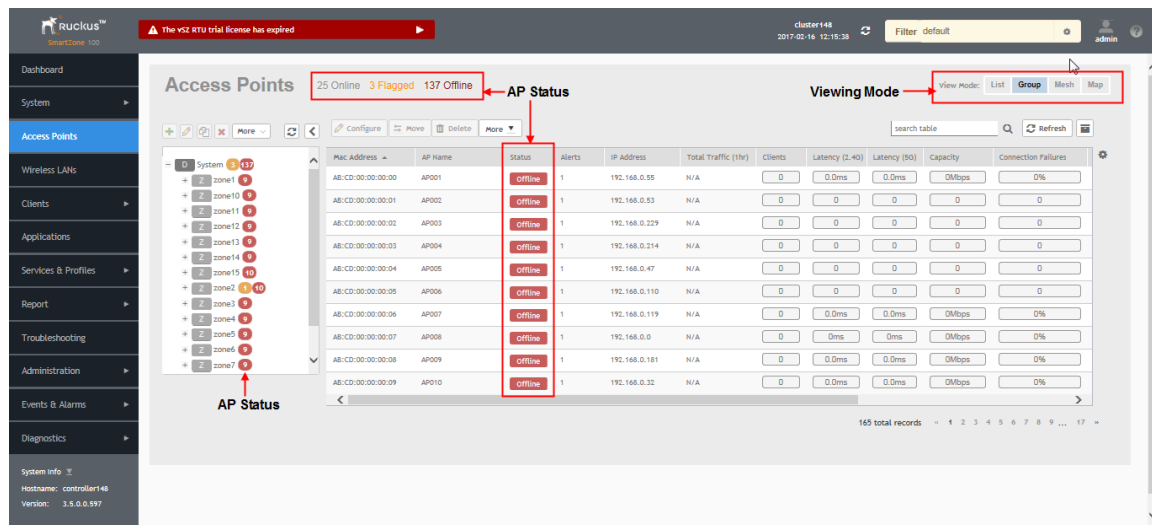 Ruckus™
SmartZone 100
The vSZ RTU trial license has expired
cluster148
2017-02-16 12:15:38
Filter default
admin
Dashboard
System
Access Points
Wireless LANs
Clients
Applications
Services & Profiles
Report
Troubleshooting
Administration
Events & Alarms
Diagnostics
System Info
Hostname: controller148
Version: 3.5.0.0.597
Access Points
25 Online 3 Flagged 137 Offline
AP Status
Viewing Mode
View Mode: List Group Mesh Map
More
Configure Move Delete More
search table
Refresh
D System 3 137
Z zone1 9
Z zone10 9
Z zone11 9
Z zone12 9
Z zone13 9
Z zone14 9
Z zone15 10
Z zone2 1 10
Z zone3 9
Z zone4 9
Z zone5 9
Z zone6 9
Z zone7 9
AP Status
Mac Address AP Name Status Alerts IP Address Total Traffic (1hr) Clients Latency (2.4G) Latency (5G) Capacity Connection Failures
AB:CD:00:00:00:00 AP001 Offline 1 192.168.0.55 N/A 0 0.0ms 0.0ms 0Mbps 0%
AB:CD:00:00:00:01 AP002 Offline 1 192.168.0.53 N/A 0 0 0 0 0
AB:CD:00:00:00:02 AP003 Offline 1 192.168.0.229 N/A 0 0 0 0 0
AB:CD:00:00:00:03 AP004 Offline 1 192.168.0.214 N/A 0 0 0 0 0
AB:CD:00:00:00:04 AP005 Offline 1 192.168.0.47 N/A 0 0 0 0 0
AB:CD:00:00:00:05 AP006 Offline 1 192.168.0.110 N/A 0 0 0 0 0
AB:CD:00:00:00:06 AP007 Offline 1 192.168.0.119 N/A 0 0.0ms 0.0ms 0Mbps 0%
AB:CD:00:00:00:07 AP008 Offline 1 192.168.0.0 N/A 0 0ms 0ms 0Mbps 0%
AB:CD:00:00:00:08 AP009 Offline 1 192.168.0.181 N/A 0 0.0ms 0.0ms 0Mbps 0%
AB:CD:00:00:00:09 AP010 Offline 1 192.168.0.32 N/A 0 0.0ms 0.0ms 0Mbps 0%
165 total records « 1 2 3 4 5 6 7 8 9 ... 17 »